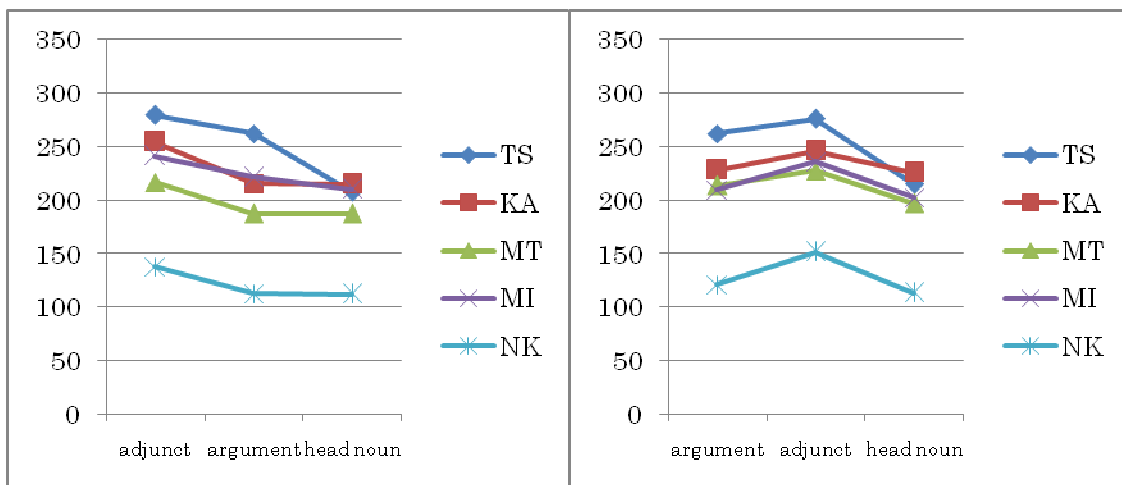 350
300
250
200
150
100
50
0
adjunct argument head noun
TS
KA
MT
MI
NK
350
300
250
200
150
100
50
0
argument adjunct head noun
TS
KA
MT
MI
NK